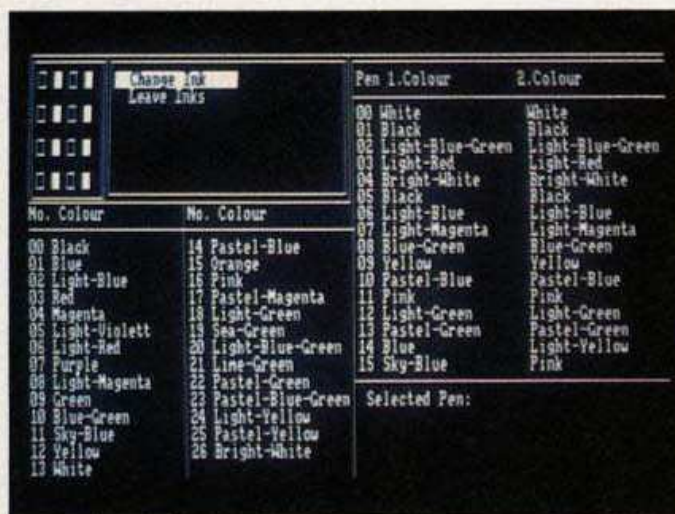 Change Ink
Leave Inks
Pen 1.Colour 2.Colour
00 White White
01 Black Black
02 Light-Blue-Green Light-Blue-Green
03 Light-Red Light-Red
04 Bright-White Bright-White
05 Black Black
06 Light-Blue Light-Blue
07 Light-Magenta Light-Magenta
08 Blue-Green Blue-Green
09 Yellow Yellow
10 Pastel-Blue Pastel-Blue
11 Pink Pink
12 Light-Green Light-Green
13 Pastel-Green Pastel-Green
14 Blue Light-Yellow
15 Sky-Blue Pink
Selected Pen:
No. Colour No. Colour
00 Black 14 Pastel-Blue
01 Blue 15 Orange
02 Light-Blue 16 Pink
03 Red 17 Pastel-Magenta
04 Magenta 18 Light-Green
05 Light-Violett 19 Sea-Green
06 Light-Red 20 Light-Blue-Green
07 Purple 21 Lime-Green
08 Light-Magenta 22 Pastel-Green
09 Green 23 Pastel-Blue-Green
10 Blue-Green 24 Light-Yellow
11 Sky-Blue 25 Pastel-Yellow
12 Yellow 26 Bright-White
13 White